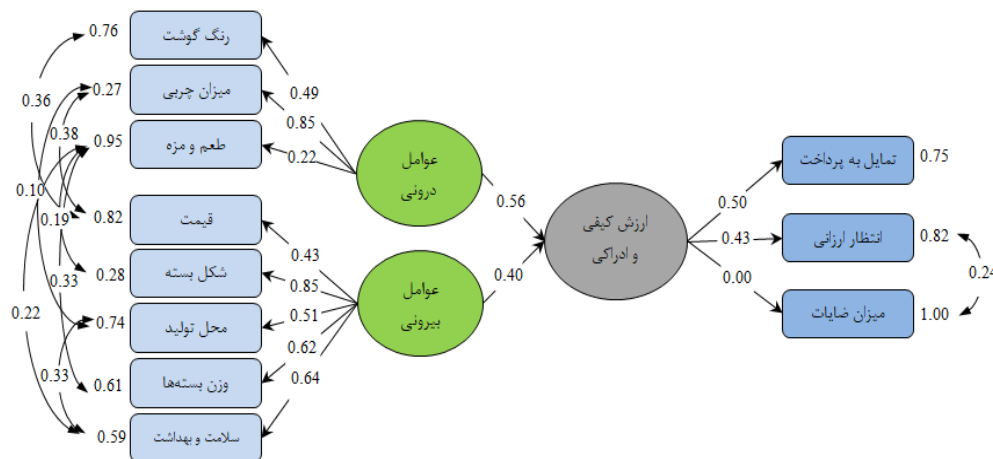 0.76
رنگ گوشت
0.49
0.27
میزان چربی
0.85
0.36
0.38
0.95
طعم و مزه
0.22
عوامل
درونی
0.56
تمایل به پرداخت
0.75
0.50
0.10
0.19
0.82
قیمت
0.43
ارزش کیفی
و ادراکی
0.43
انتظار ارزانی
0.82
0.33
0.28
شکل بسته
0.85
عوامل
بیرونی
0.40
0.00
0.24
0.22
0.74
محل تولید
0.51
میزان ضایات
1.00
0.33
0.61
وزن بسته‌ها
0.62
0.59
سلامت و بهداشت
0.64